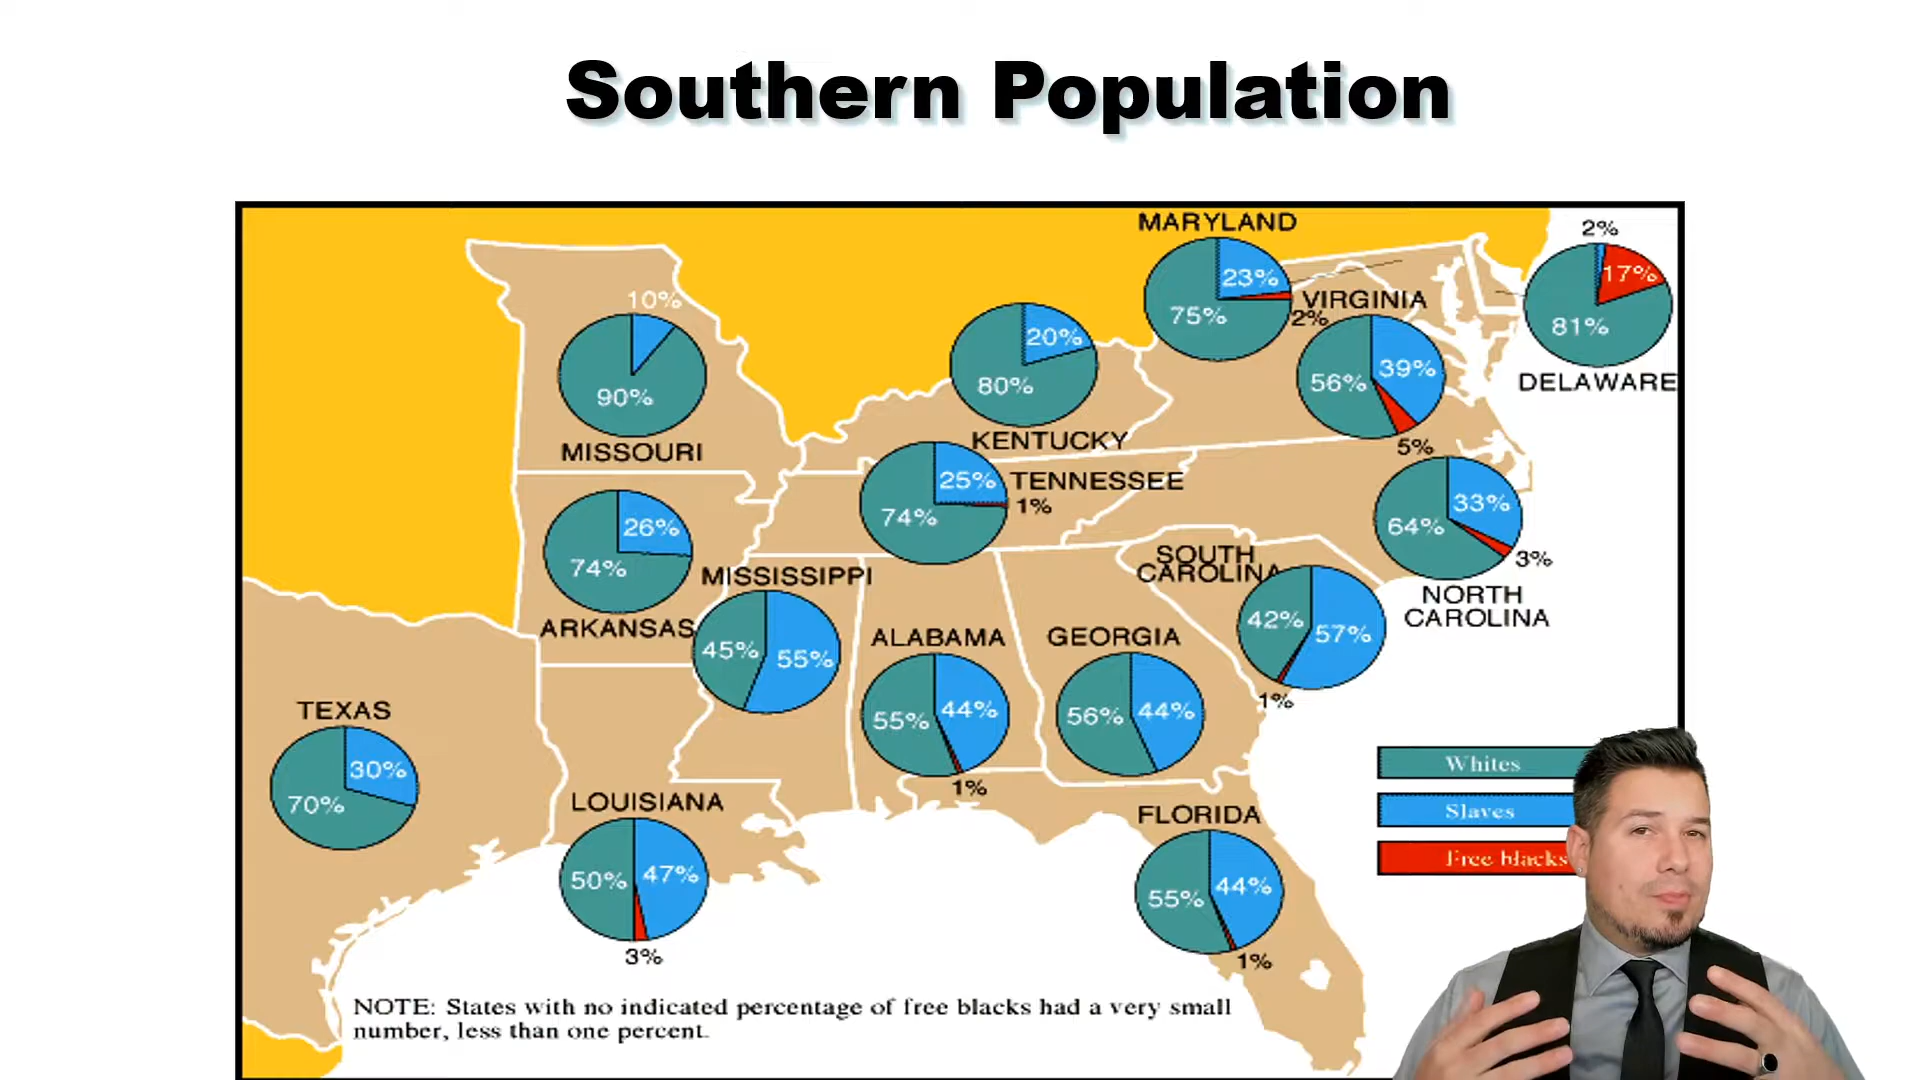 Southern Population
MARYLAND
23%
75%
2%
2%
17%
81%
DELAWARE
VIRGINIA
39%
56%
5%
10%
90%
MISSOURI
20%
80%
KENTUCKY
25%
74%
TENNESSEE
1%
33%
64%
3%
NORTH
CAROLINA
26%
74%
ARKANSAS
MISSISSIPPI
45%
55%
ALABAMA
55%
44%
1%
GEORGIA
56%
44%
SOUTH
CAROLINA
42%
57%
1%
TEXAS
30%
70%
LOUISIANA
50%
47%
3%
FLORIDA
55%
44%
1%
Whites
Slaves
Free blacks
NOTE: States with no indicated percentage of free blacks had a very small
number, less than one percent.